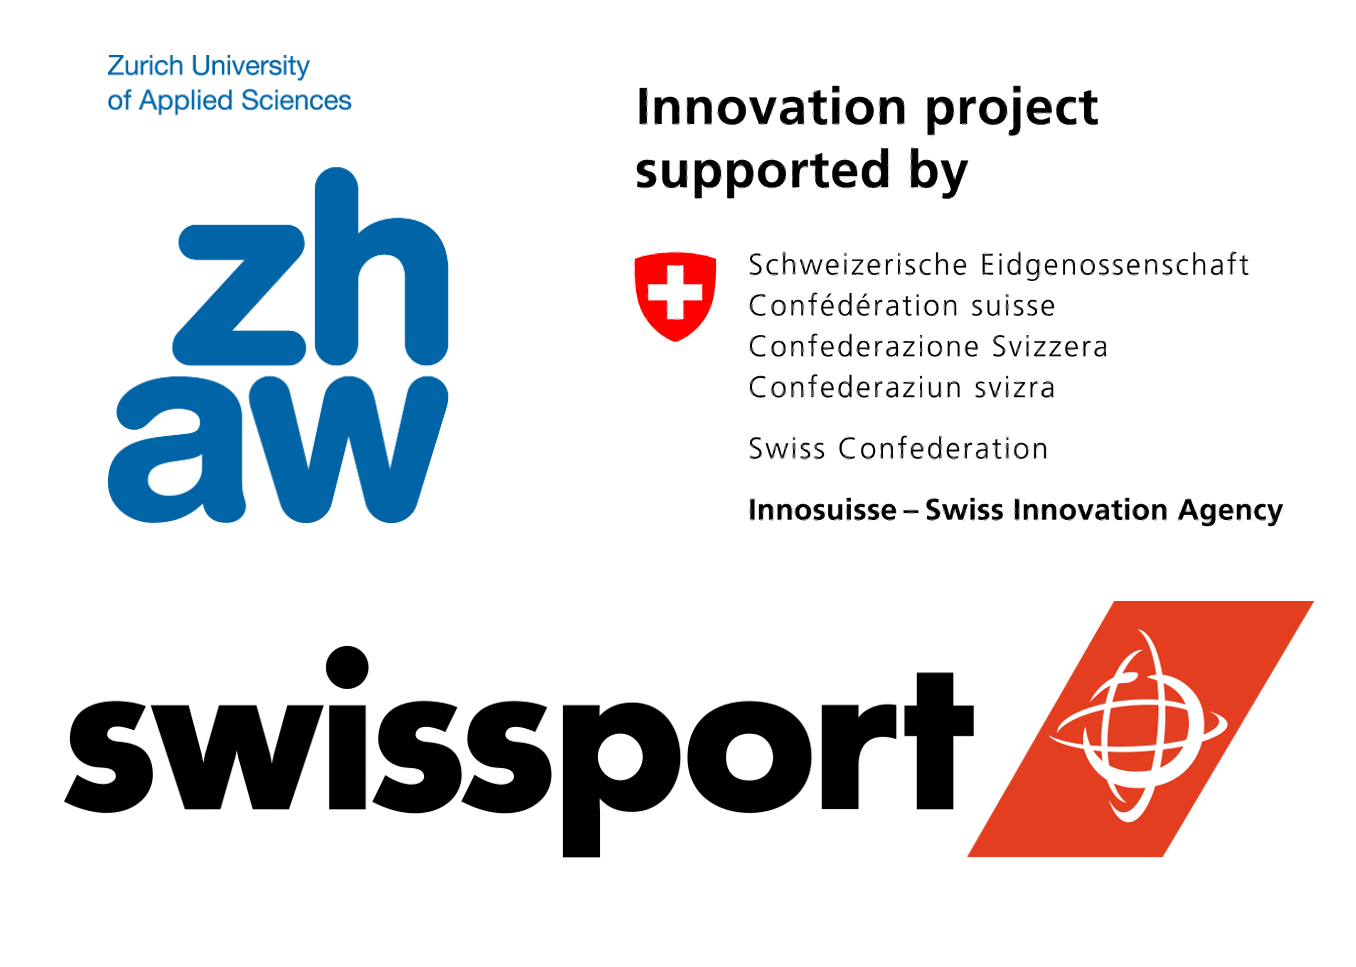 Zurich University
of Applied Sciences
zh
aw
Innovation project
supported by
Schweizerische Eidgenossenschaft
Confédération suisse
Confederazione Svizzera
Confederaziun svizra
Swiss Confederation
Innosuisse – Swiss Innovation Agency
swissport